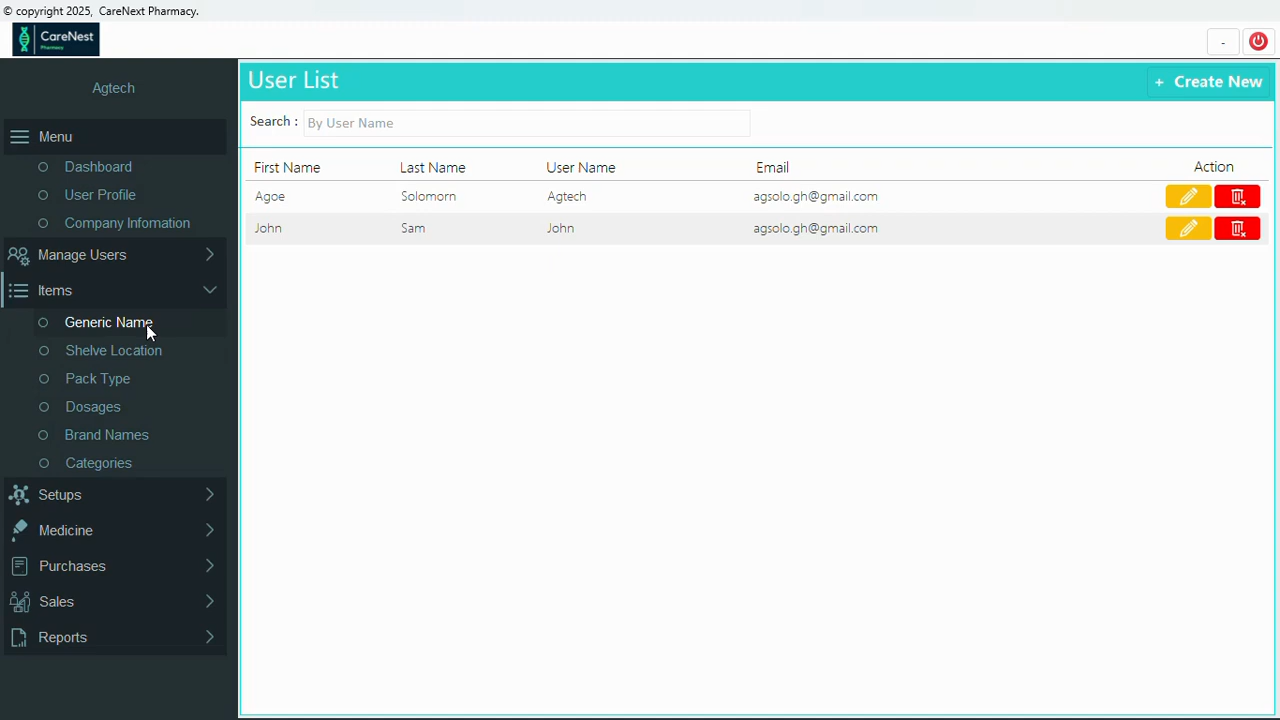 © copyright 2025,  CareNext Pharmacy.
CareNest
Pharmacy
-
Agtech
Menu
Dashboard
User Profile
Company Infomation
Manage Users
Items
Generic Name
Shelve Location
Pack Type
Dosages
Brand Names
Categories
Setups
Medicine
Purchases
Sales
Reports
User List
+ Create New
Search : By User Name
First Name Last Name User Name Email Action
Agoe Solomorn Agtech agsolo.gh@gmail.com
John Sam John agsolo.gh@gmail.com